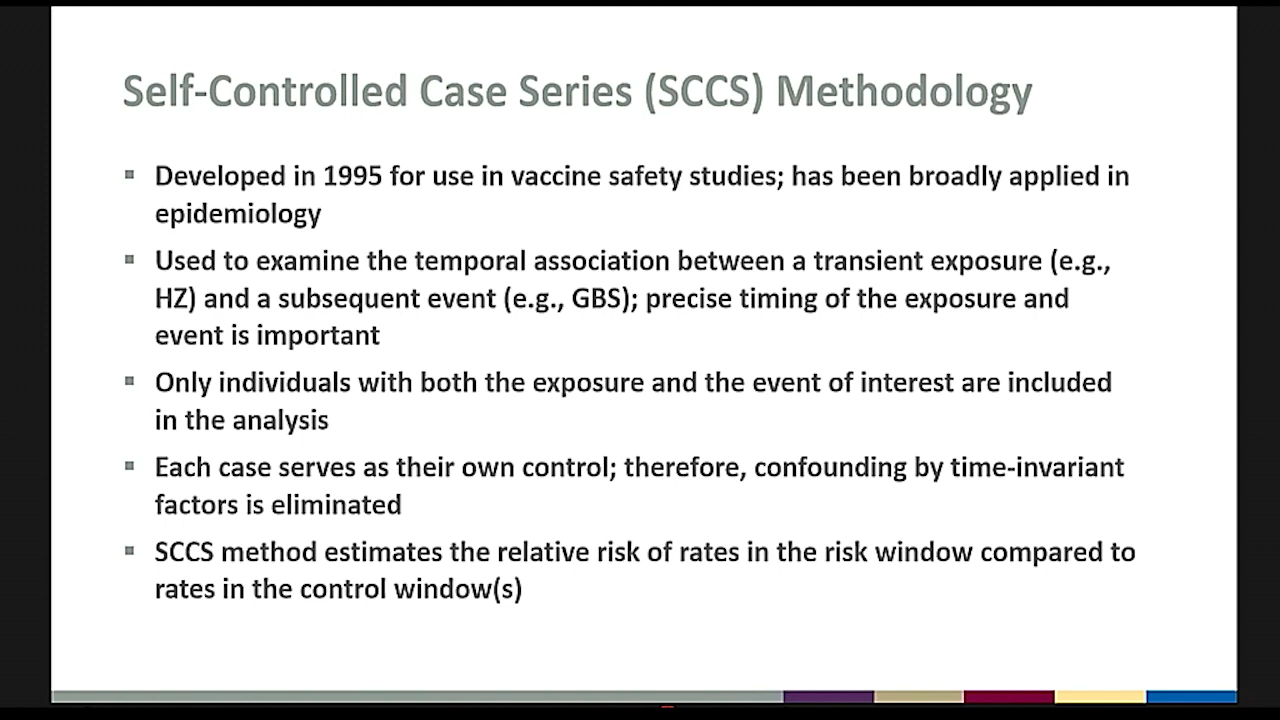 Self-Controlled Case Series (SCCS) Methodology
Developed in 1995 for use in vaccine safety studies; has been broadly applied in
epidemiology
Used to examine the temporal association between a transient exposure (e.g.,
HZ) and a subsequent event (e.g., GBS); precise timing of the exposure and
event is important
Only individuals with both the exposure and the event of interest are included
in the analysis
Each case serves as their own control; therefore, confounding by time-invariant
factors is eliminated
SCCS method estimates the relative risk of rates in the risk window compared to
rates in the control window(s)